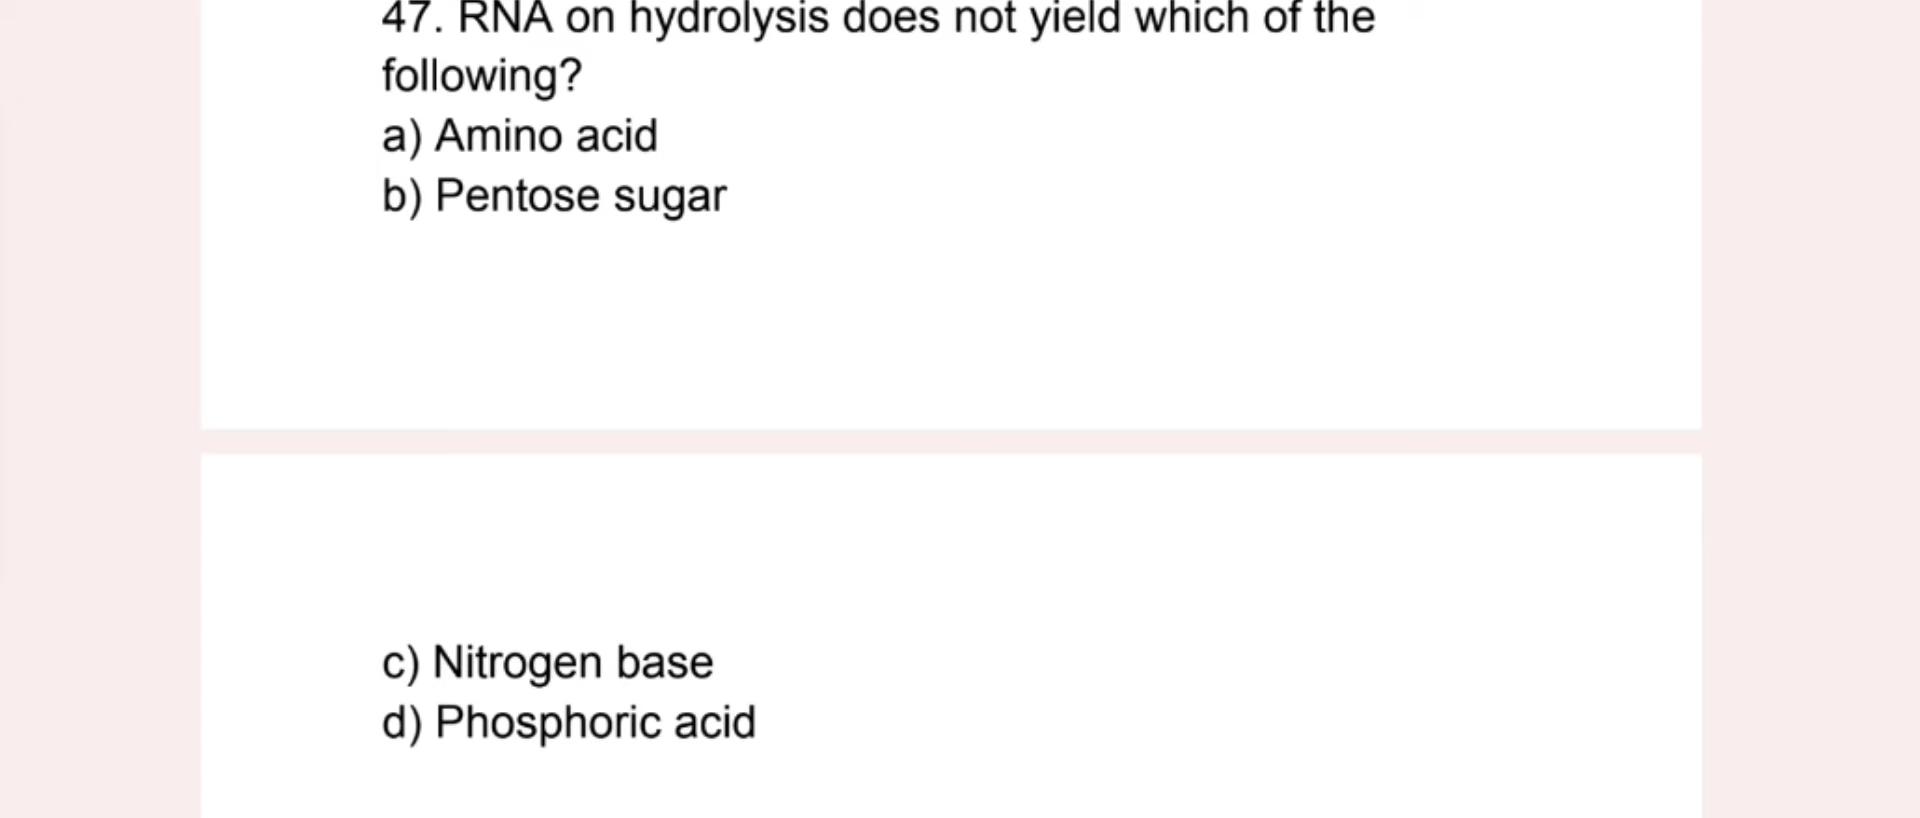 47. RNA on hydrolysis does not yield which of the
following?
a) Amino acid
b) Pentose sugar
c) Nitrogen base
d) Phosphoric acid